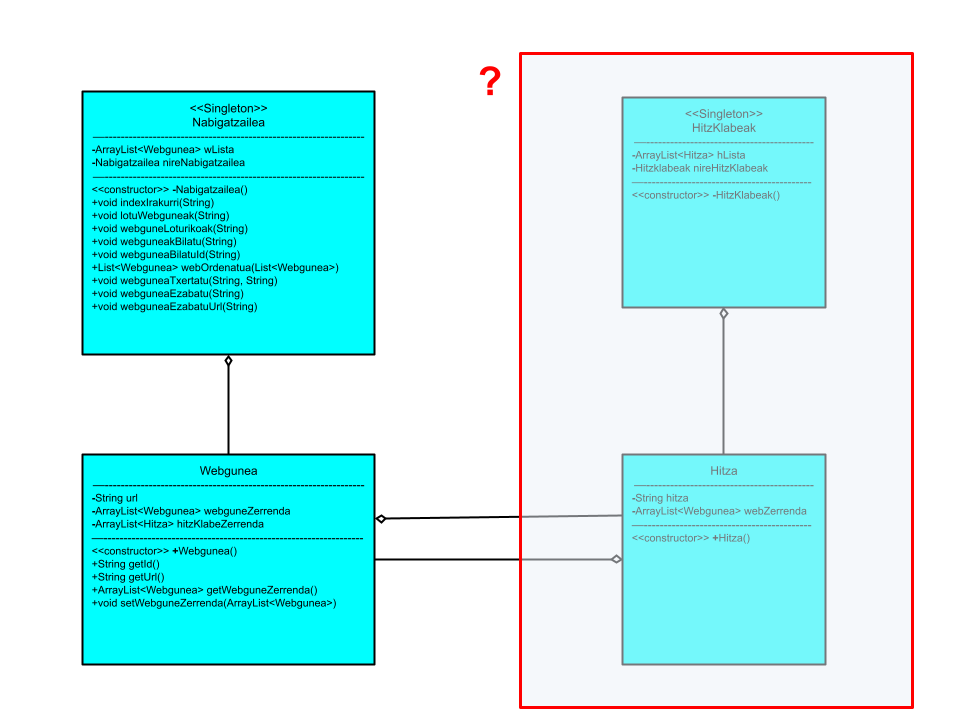 ?
<<Singleton>>
Nabigatzailea
-ArrayList<Webgunea> wLista
-Nabigatzailea nireNabigatzailea
<<constructor>> -Nabigatzailea()
+void indexIrakurri(String)
+void lotuWebguneak(String)
+void webguneLoturikoak(String)
+void webguneakBilatu(String)
+void webguneaBilatuId(String)
+List<Webgunea> webOrdenatua(List<Webgunea>)
+void webguneaTxertatu(String, String)
+void webguneaEzabatu(String)
+void webguneaEzabatuUrl(String)
<<Singleton>>
HitzKlabeak
-ArrayList<Hitza> hLista
-Hitzklabeak nireHitzKlabeak
<<constructor>> -HitzKlabeak()
Webgunea
-String url
-ArrayList<Webgunea> webguneZerrenda
-ArrayList<Hitza> hitzKlabeZerrenda
<<constructor>> +Webgunea()
+String getId()
+String getUrl()
+ArrayList<Webgunea> getWebguneZerrenda()
+void setWebguneZerrenda(ArrayList<Webgunea>)
Hitza
-String hitza
-ArrayList<Webgunea> webZerrenda
<<constructor>> +Hitza()